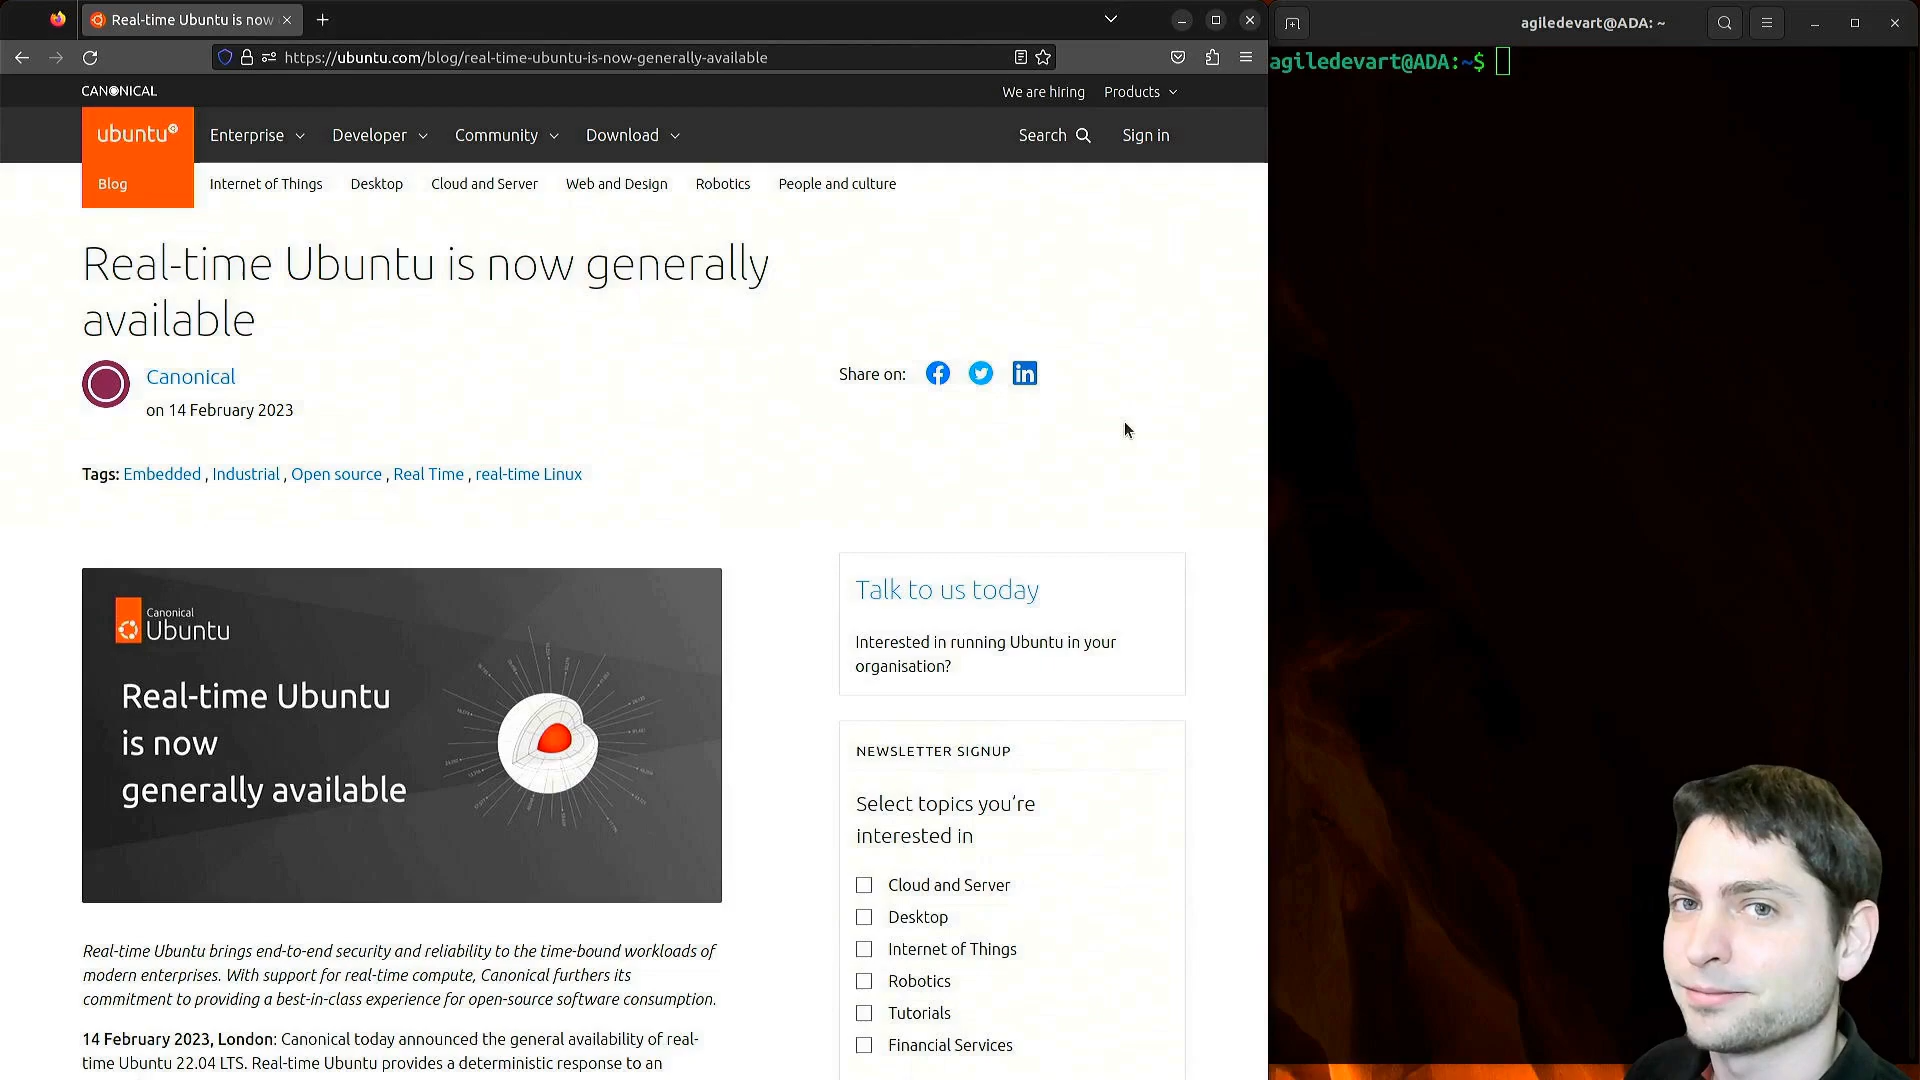 Real-time Ubuntu is now
https://ubuntu.com/blog/real-time-ubuntu-is-now-generally-available
CANONICAL
We are hiring
Products
ubuntu
Enterprise
Developer
Community
Download
Search
Sign in
Blog
Internet of Things
Desktop
Cloud and Server
Web and Design
Robotics
People and culture
Real-time Ubuntu is now generally
available
Canonical
on 14 February 2023
Share on:
Tags: Embedded , Industrial , Open source , Real Time , real-time Linux
Canonical
Ubuntu
Real-time Ubuntu
is now
generally available
Real-time Ubuntu brings end-to-end security and reliability to the time-bound workloads of
modern enterprises. With support for real-time compute, Canonical furthers its
commitment to providing a best-in-class experience for open-source software consumption.
14 February 2023, London: Canonical today announced the general availability of real-
time Ubuntu 22.04 LTS. Real-time Ubuntu provides a deterministic response to an
Talk to us today
Interested in running Ubuntu in your
organisation?
NEWSLETTER SIGNUP
Select topics you're
interested in
Cloud and Server
Desktop
Internet of Things
Robotics
Tutorials
Financial Services
agiledevart@ADA: ~
agiledevart@ADA:~$